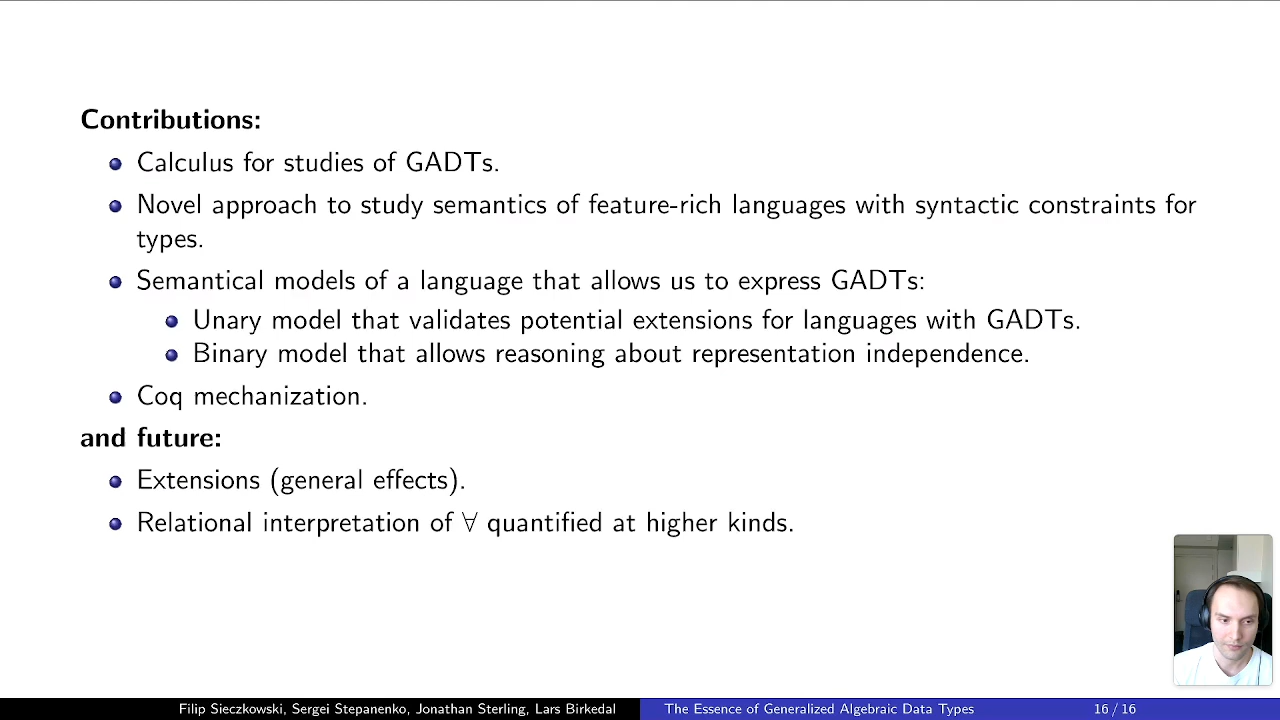 Contributions:
Calculus for studies of GADTs.
Novel approach to study semantics of feature-rich languages with syntactic constraints for
types.
Semantical models of a language that allows us to express GADTs:
Unary model that validates potential extensions for languages with GADTs.
Binary model that allows reasoning about representation independence.
Coq mechanization.
and future:
Extensions (general effects).
Relational interpretation of ∀ quantified at higher kinds.
Filip Sieczkowski, Sergei Stepanenko, Jonathan Sterling, Lars Birkedal The Essence of Generalized Algebraic Data Types 16 / 16